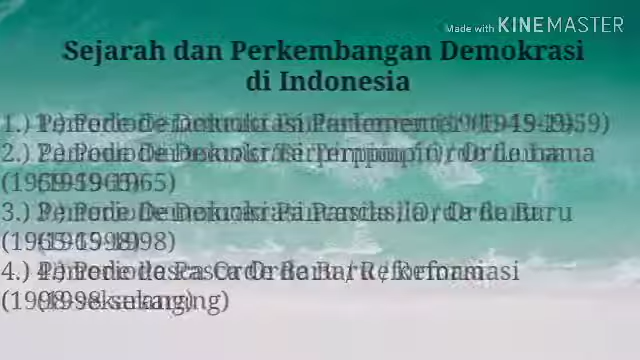 Made with KINEMASTER
Sejarah dan Perkembangan Demokrasi
di Indonesia
1.) Periode Demokrasi Parlementer (1945-1959)
2.) Periode Demokrasi Terpimpin / Orde Lama
(1959-1965)
3.) Periode Demokrasi Pancasila / Orde Baru
(1965-1998)
4.) Periode Pasca Orde Baru / Reformasi
(1998-sekarang)